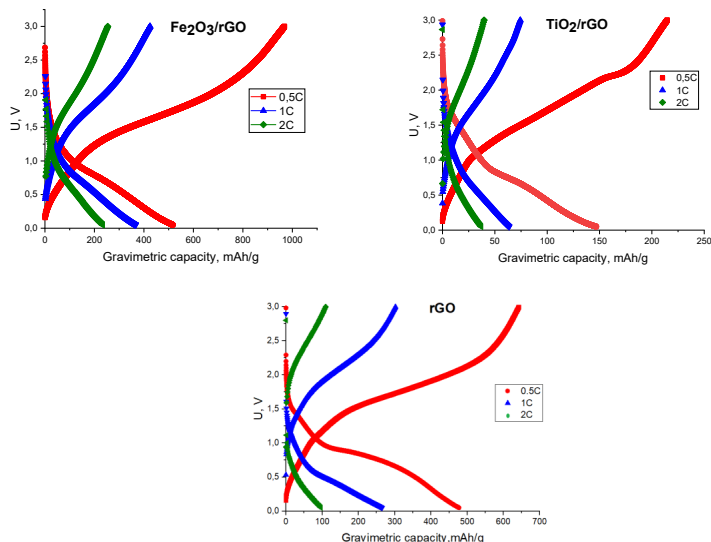 Fe₂O₃/rGO
3,0
2,5
2,0
1,5
1,0
0,5
0,0
U, V
0,5C
1C
2C
0 200 400 600 800 1000
Gravimetric capacity, mAh/g
TiO₂/rGO
3,0
2,5
2,0
1,5
1,0
0,5
0,0
U, V
0,5C
1C
2C
0 50 100 150 200
Gravimetric capacity, mAh/g
rGO
3,0
2,5
2,0
1,5
1,0
0,5
0,0
U, V
0.5C
1C
2C
0 100 200 300 400 500 600 700
Gravimetric capacity,mAh/g